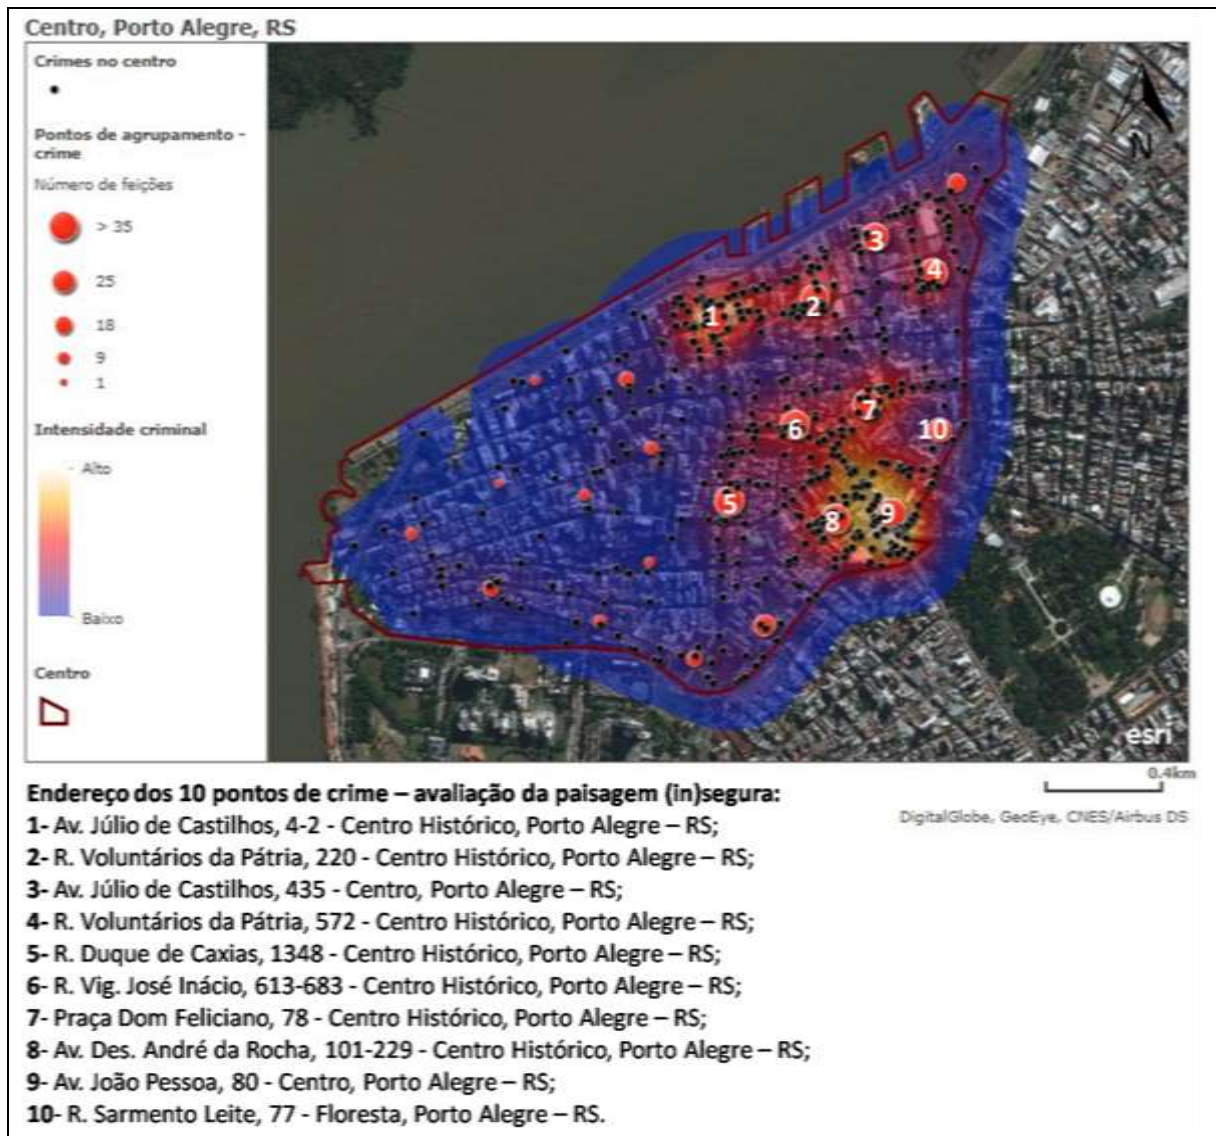 Centro, Porto Alegre, RS
Crimes no centro
Pontos de agrupamento -
crime
Número de feições
> 35
25
18
9
1
Intensidade criminal
Alto
Baixo
Centro
N
3
4
1
2
7
6
10
5
8
9
esri
0.4km
DigitalGlobe, GeoEye, CNES/Airbus DS
Endereço dos 10 pontos de crime – avaliação da paisagem (in)segura:
1- Av. Júlio de Castilhos, 4-2 - Centro Histórico, Porto Alegre – RS;
2- R. Voluntários da Pátria, 220 - Centro Histórico, Porto Alegre – RS;
3- Av. Júlio de Castilhos, 435 - Centro, Porto Alegre – RS;
4- R. Voluntários da Pátria, 572 - Centro Histórico, Porto Alegre – RS;
5- R. Duque de Caxias, 1348 - Centro Histórico, Porto Alegre – RS;
6- R. Vig. José Inácio, 613-683 - Centro Histórico, Porto Alegre – RS;
7- Praça Dom Feliciano, 78 - Centro Histórico, Porto Alegre – RS;
8- Av. Des. André da Rocha, 101-229 - Centro Histórico, Porto Alegre – RS;
9- Av. João Pessoa, 80 - Centro, Porto Alegre – RS;
10- R. Sarmento Leite, 77 - Floresta, Porto Alegre – RS.